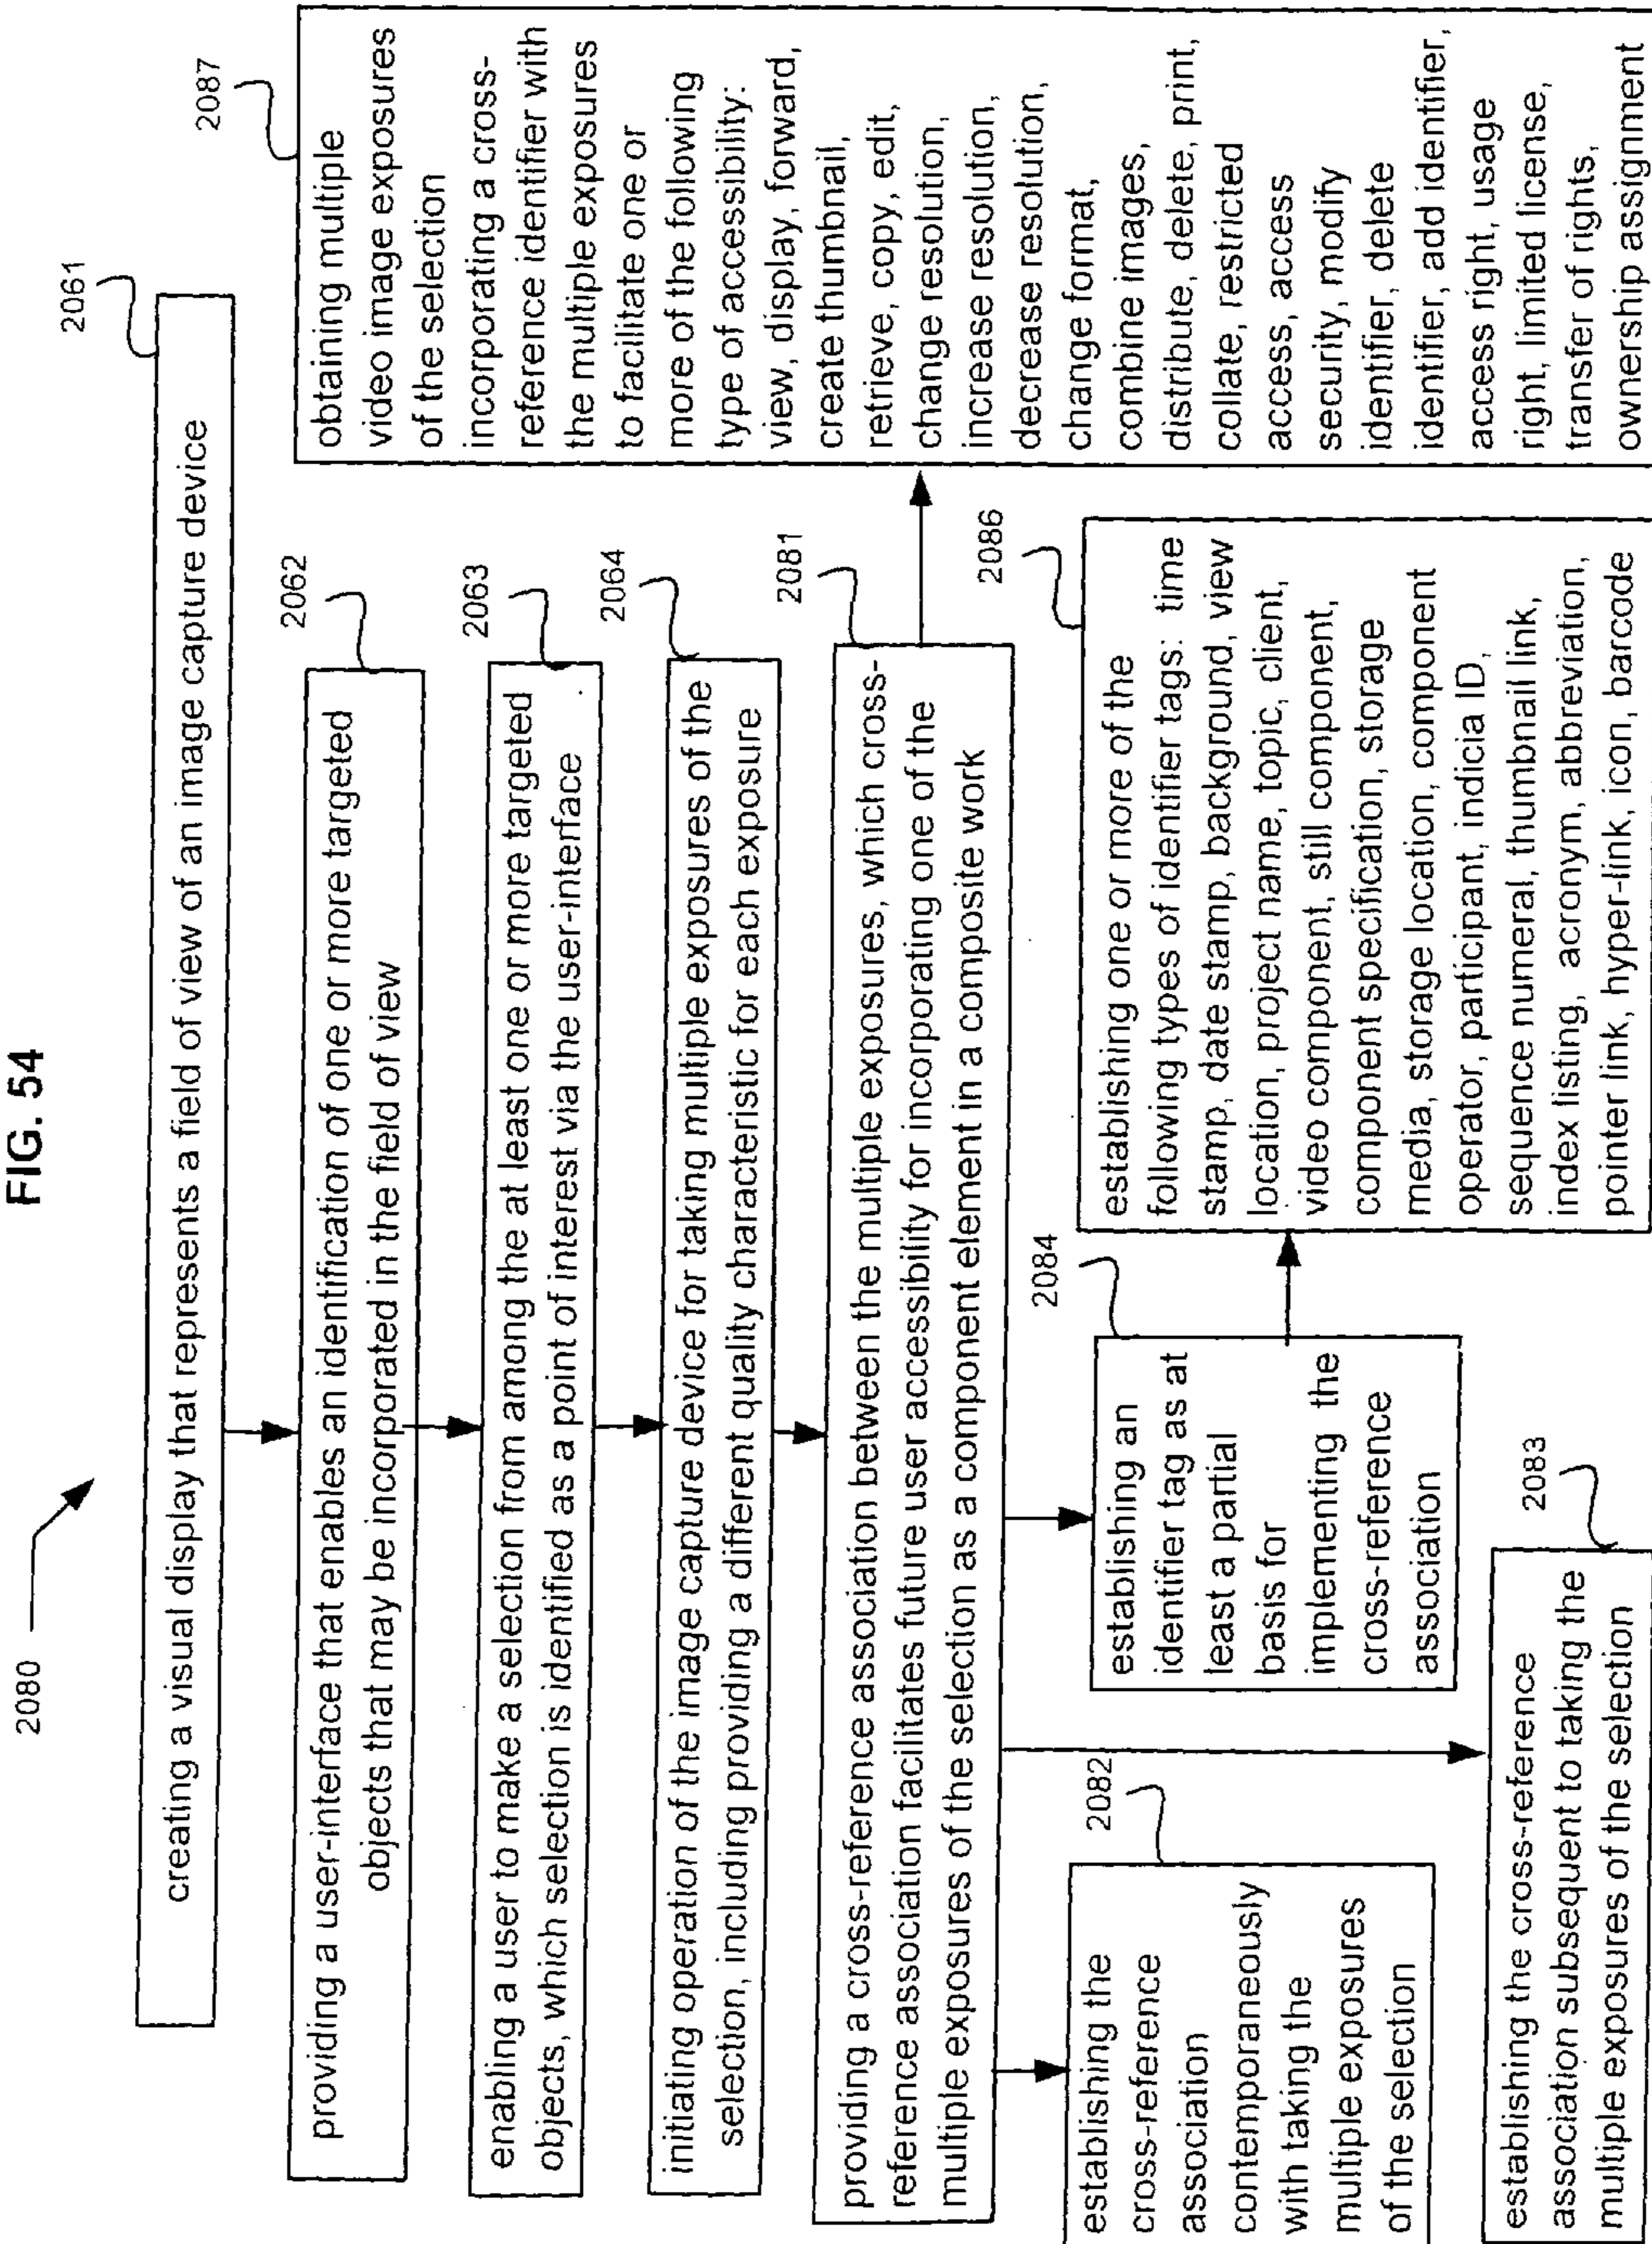 FIG. 54
2080
2061
creating a visual display that represents a field of view of an image capture device
2062
providing a user-interface that enables an identification of one or more targeted
objects that may be incorporated in the field of view
2063
enabling a user to make a selection from among the at least one or more targeted
objects, which selection is identified as a point of interest via the user-interface
2064
initiating operation of the image capture device for taking multiple exposures of the
selection, including providing a different quality characteristic for each exposure
2081
providing a cross-reference association between the multiple exposures, which cross-
reference association facilitates future user accessibility for incorporating one of the
multiple exposures of the selection as a component element in a composite work
2082
establishing the
cross-reference
association
contemporaneously
with taking the
multiple exposures
of the selection
2083
establishing the cross-reference
association subsequent to taking the
multiple exposures of the selection
2084
establishing an
identifier tag as at
least a partial
basis for
implementing the
cross-reference
association
2086
establishing one or more of the
following types of identifier tags: time
stamp, date stamp, background, view
location, project name, topic, client,
video component, still component,
component specification, storage
media, storage location, component
operator, participant, indicia ID,
sequence numeral, thumbnail link,
index listing, acronym, abbreviation,
pointer link, hyper-link, icon, barcode
2087
obtaining multiple
video image exposures
of the selection
incorporating a cross-
reference identifier with
the multiple exposures
to facilitate one or
more of the following
type of accessibility:
view, display, forward,
create thumbnail,
retrieve, copy, edit,
change resolution,
increase resolution,
decrease resolution,
change format,
combine images,
distribute, delete, print,
collate, restricted
access, access
security, modify
identifier, delete
identifier, add identifier,
access right, usage
right, limited license,
transfer of rights,
ownership assignment